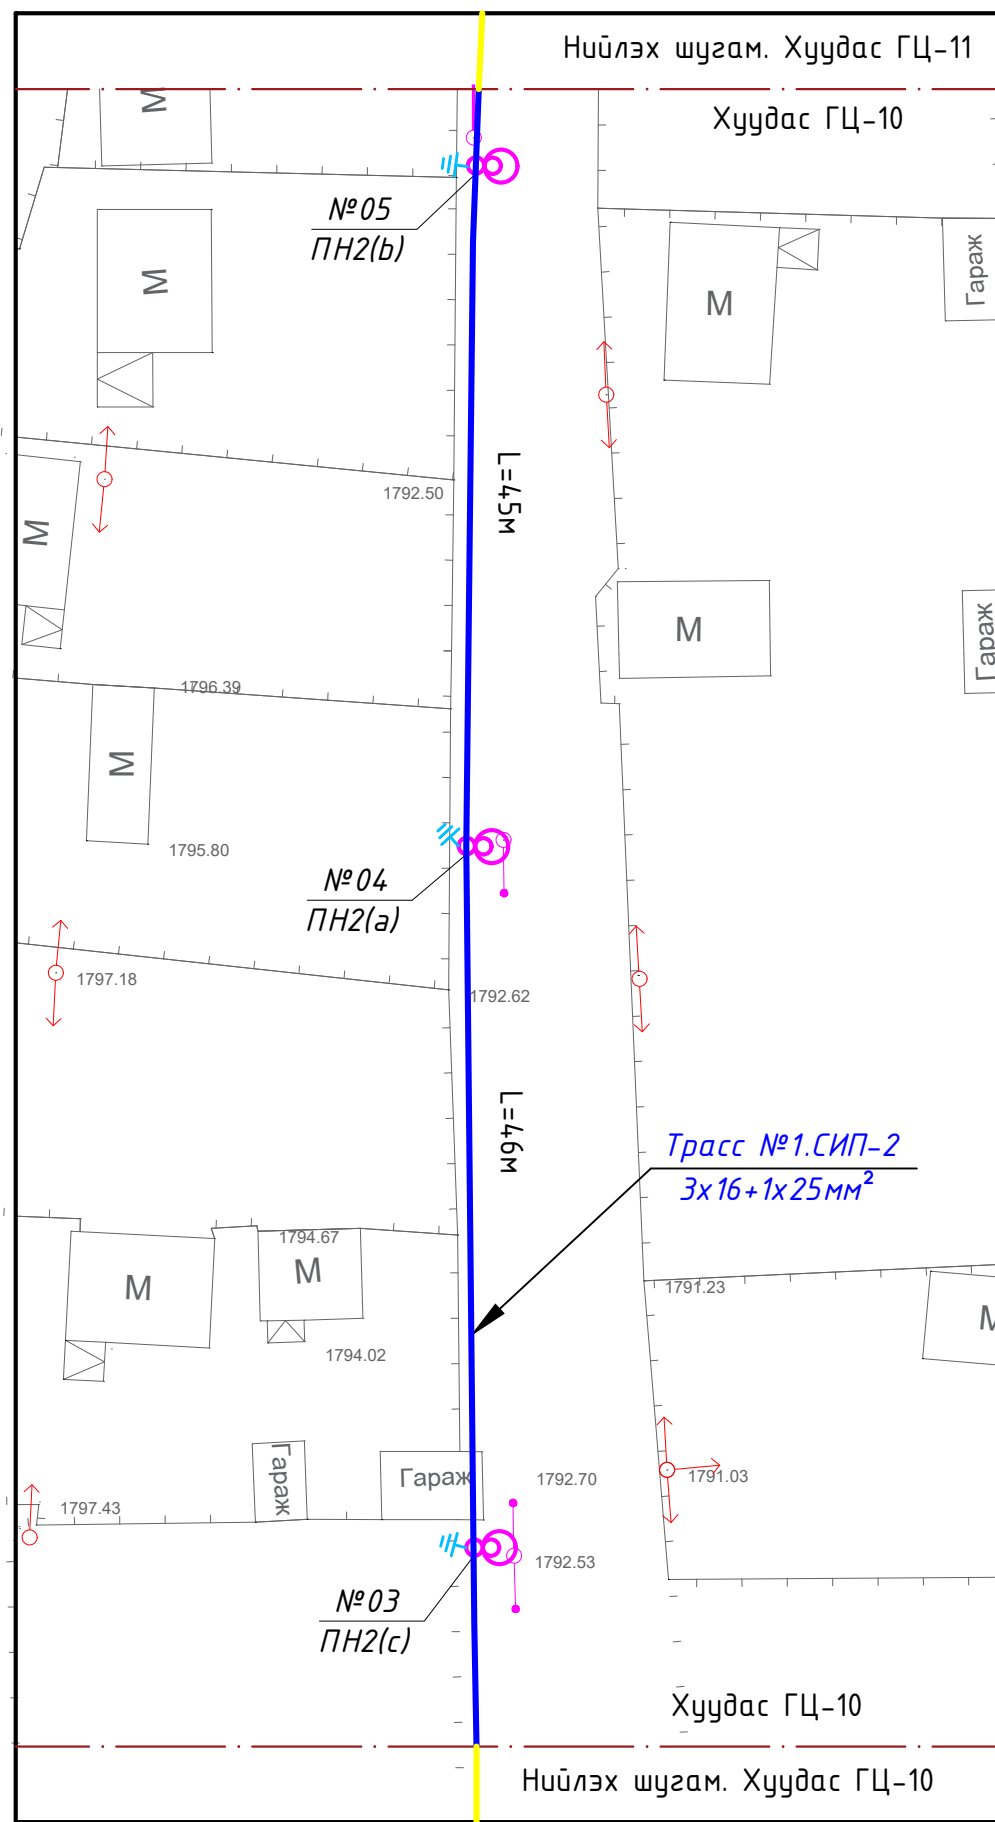 Нийлэх шугам. Хуудас ГЦ-11
Хуудас ГЦ-10
М
№05
ПН2(b)
М
М
Гараж
L=45м
1792.50
М
М
Гараж
1796.39
М
1795.80
№04
ПН2(a)
1797.18
1792.62
L=46м
Трасс №1.СИП-2
3х16+1х25мм²
1794.67
М
М
1791.23
М
1794.02
Гараж
Гараж
1792.70
1791.03
1797.43
1792.53
№03
ПН2(c)
Хуудас ГЦ-10
Нийлэх шугам. Хуудас ГЦ-10